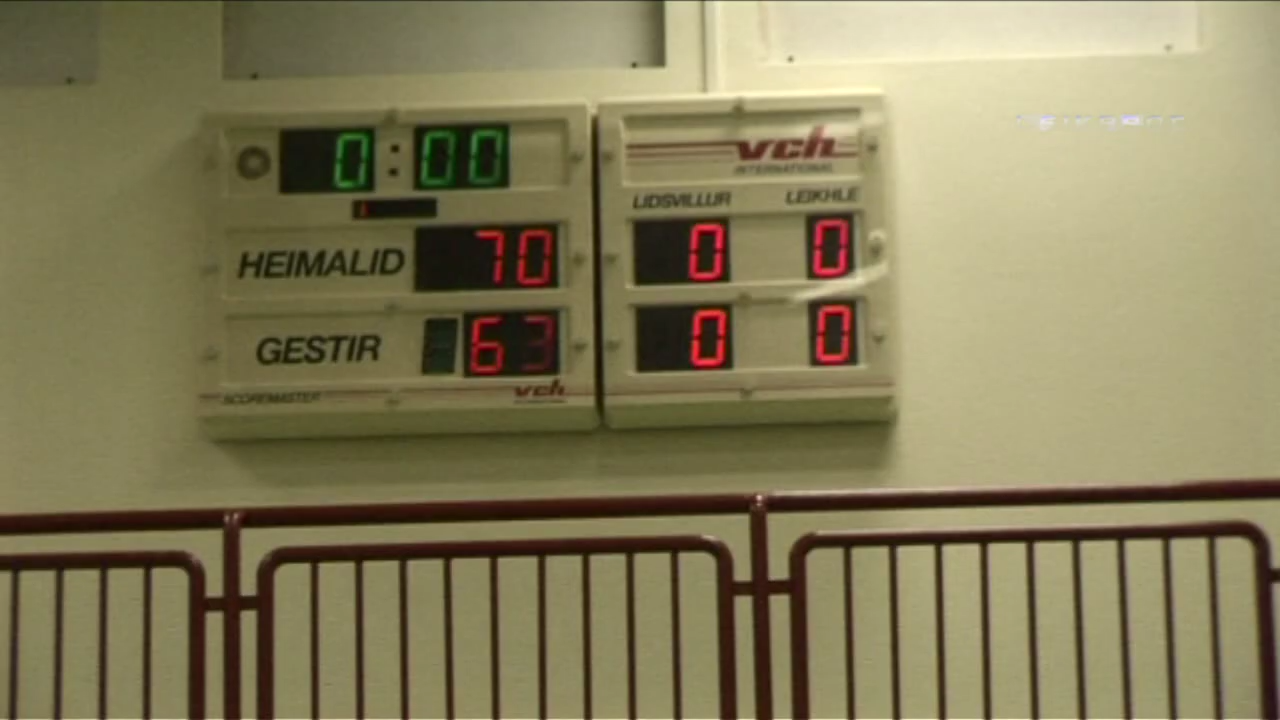 0:00
vch
INTERNATIONAL
LIDSVILLUR LEIKHLE
HEIMALID 70 0 0
GESTIR 63 0 0
SCOREMASTER vch